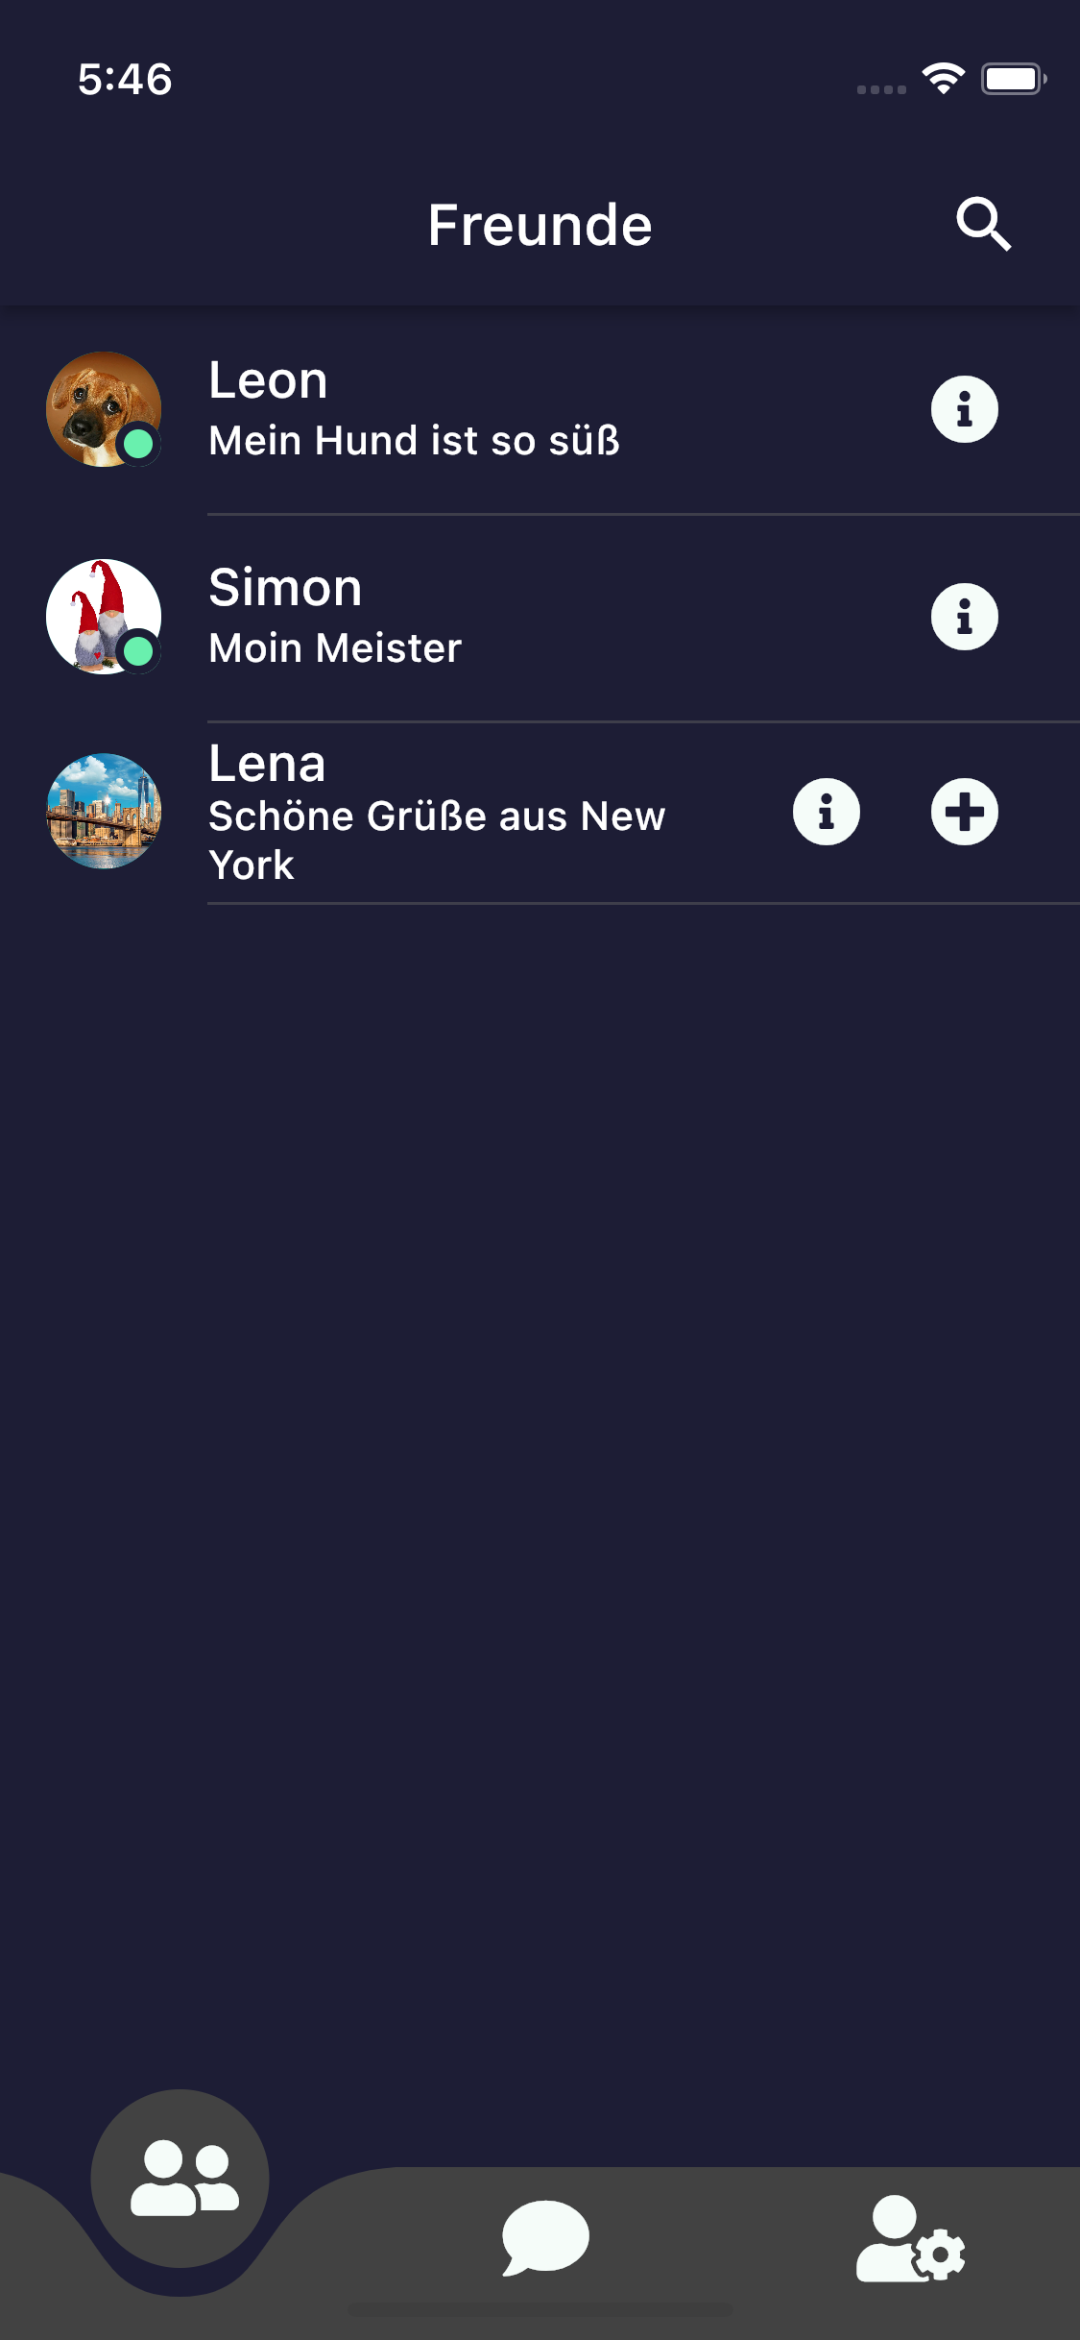 5:46
Freunde
Leon
Mein Hund ist so süß
Simon
Moin Meister
Lena
Schöne Grüße aus New
York